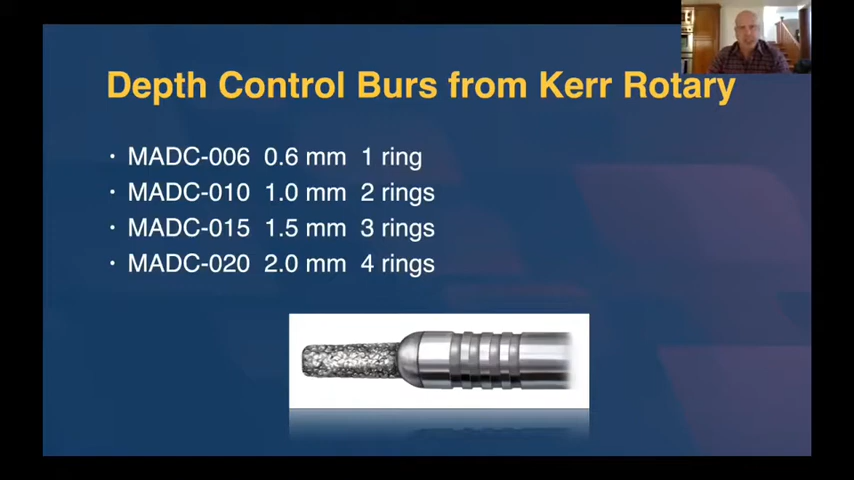 Depth Control Burs from Kerr Rotary
· MADC-006 0.6 mm 1 ring
· MADC-010 1.0 mm 2 rings
· MADC-015 1.5 mm 3 rings
· MADC-020 2.0 mm 4 rings